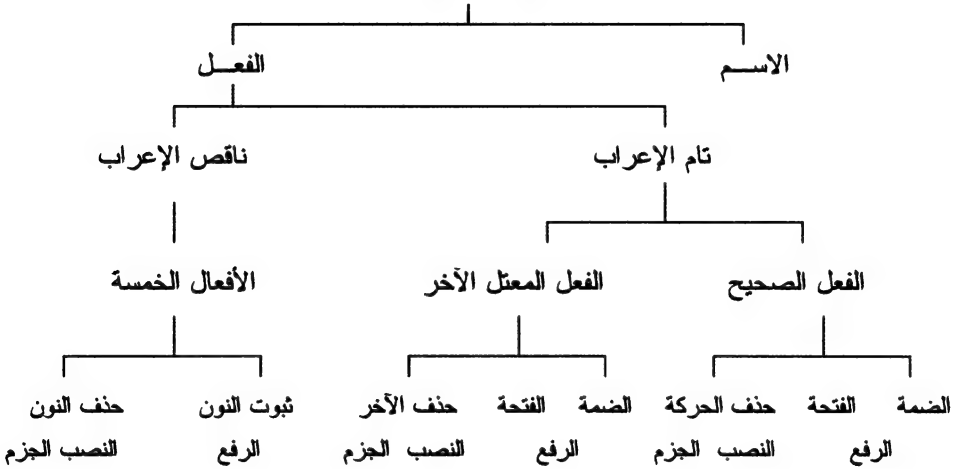 الاسـم الفعـل
تام الإعراب ناقص الإعراب
الفعل الصحيح الفعل المعتل الآخر الأفعال الخمسة
الضمة الفتحة حذف الحركة الضمة الفتحة حذف الآخر ثبوت النون حذف النون
الرفع النصب الجزم الرفع النصب الجزم الرفع النصب الجزم